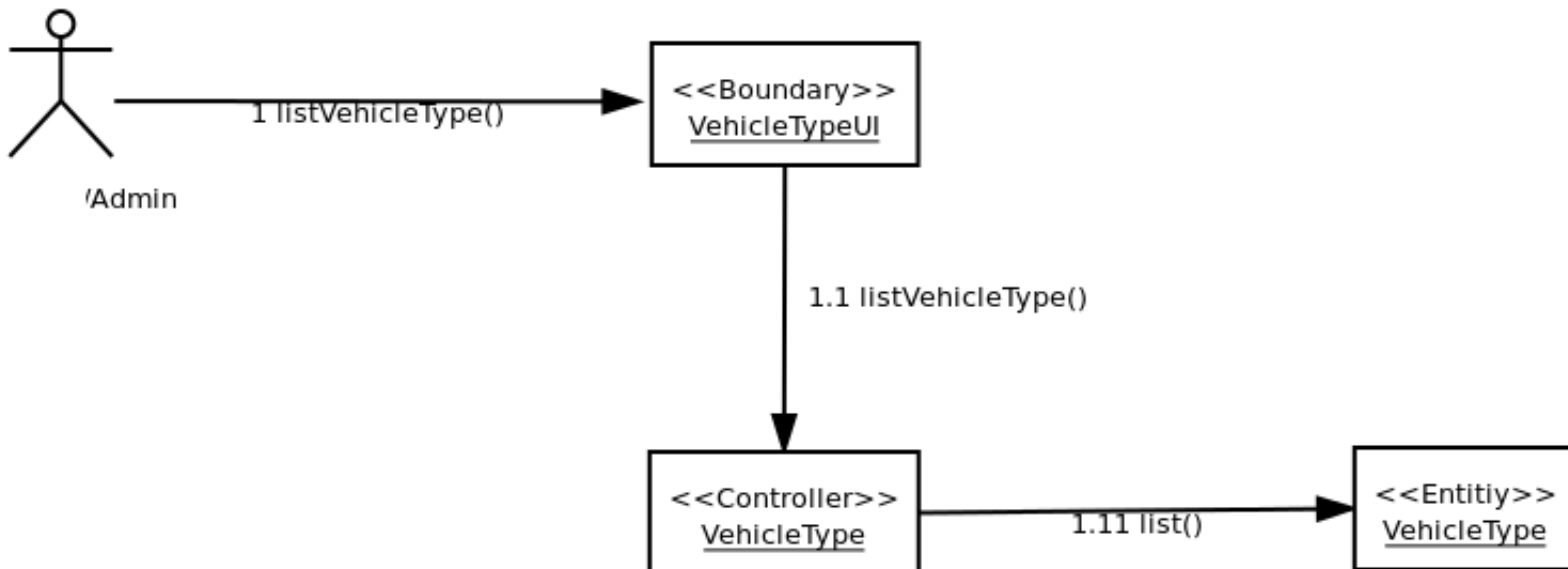 <<Boundary>>
VehicleTypeUI
1 listVehicleType()
/Admin
1.1 listVehicleType()
<<Controller>>
VehicleType
1.11 list()
<<Entitiy>>
VehicleType